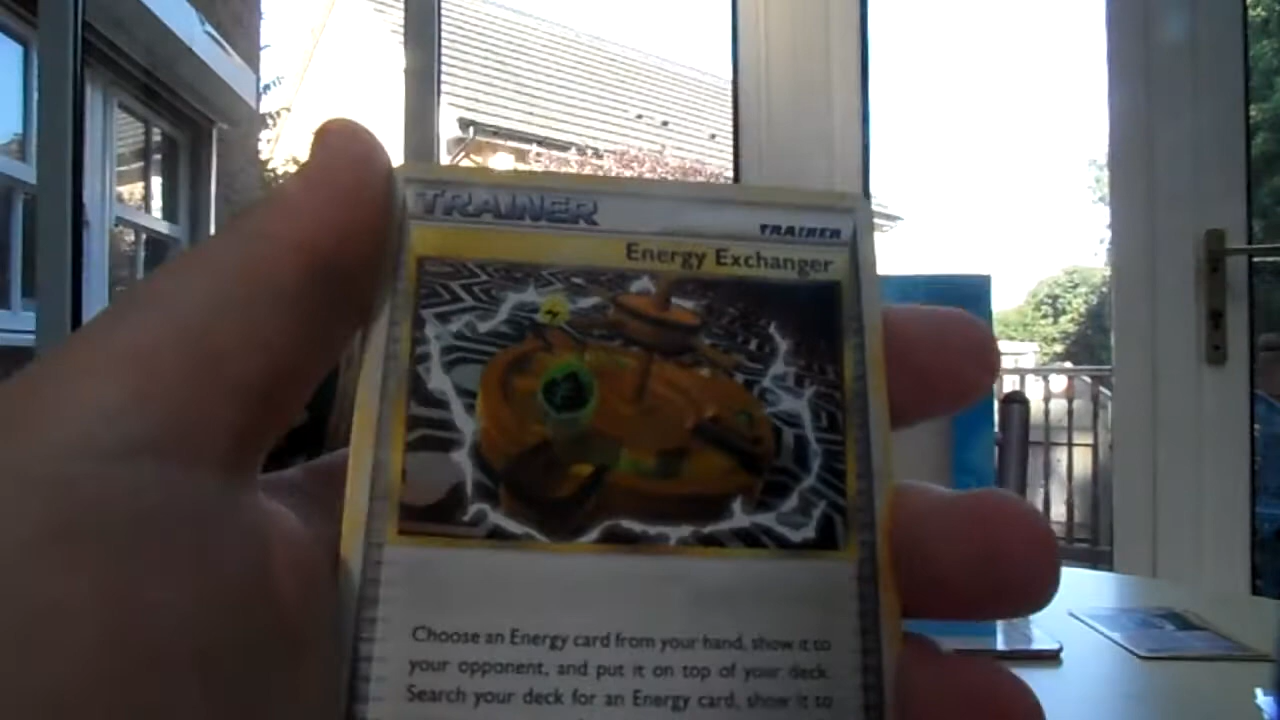 TRAINER
TRAINER
Energy Exchanger
Choose an Energy card from your hand, show it to
your opponent, and put it on top of your deck.
Search your deck for an Energy card, show it to